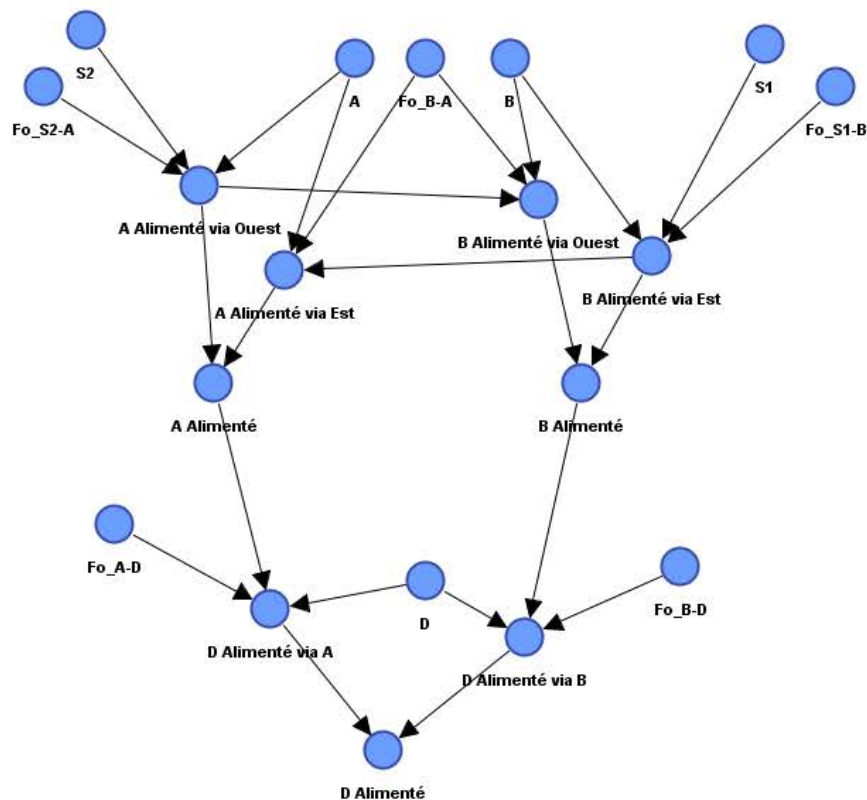 S2
A
Fo_B-A
B
S1
Fo_S2-A
Fo_S1-B
A Alimenté via Ouest
B Alimenté via Ouest
A Alimenté via Est
B Alimenté via Est
A Alimenté
B Alimenté
Fo_A-D
D
Fo_B-D
D Alimenté via A
D Alimenté via B
D Alimenté